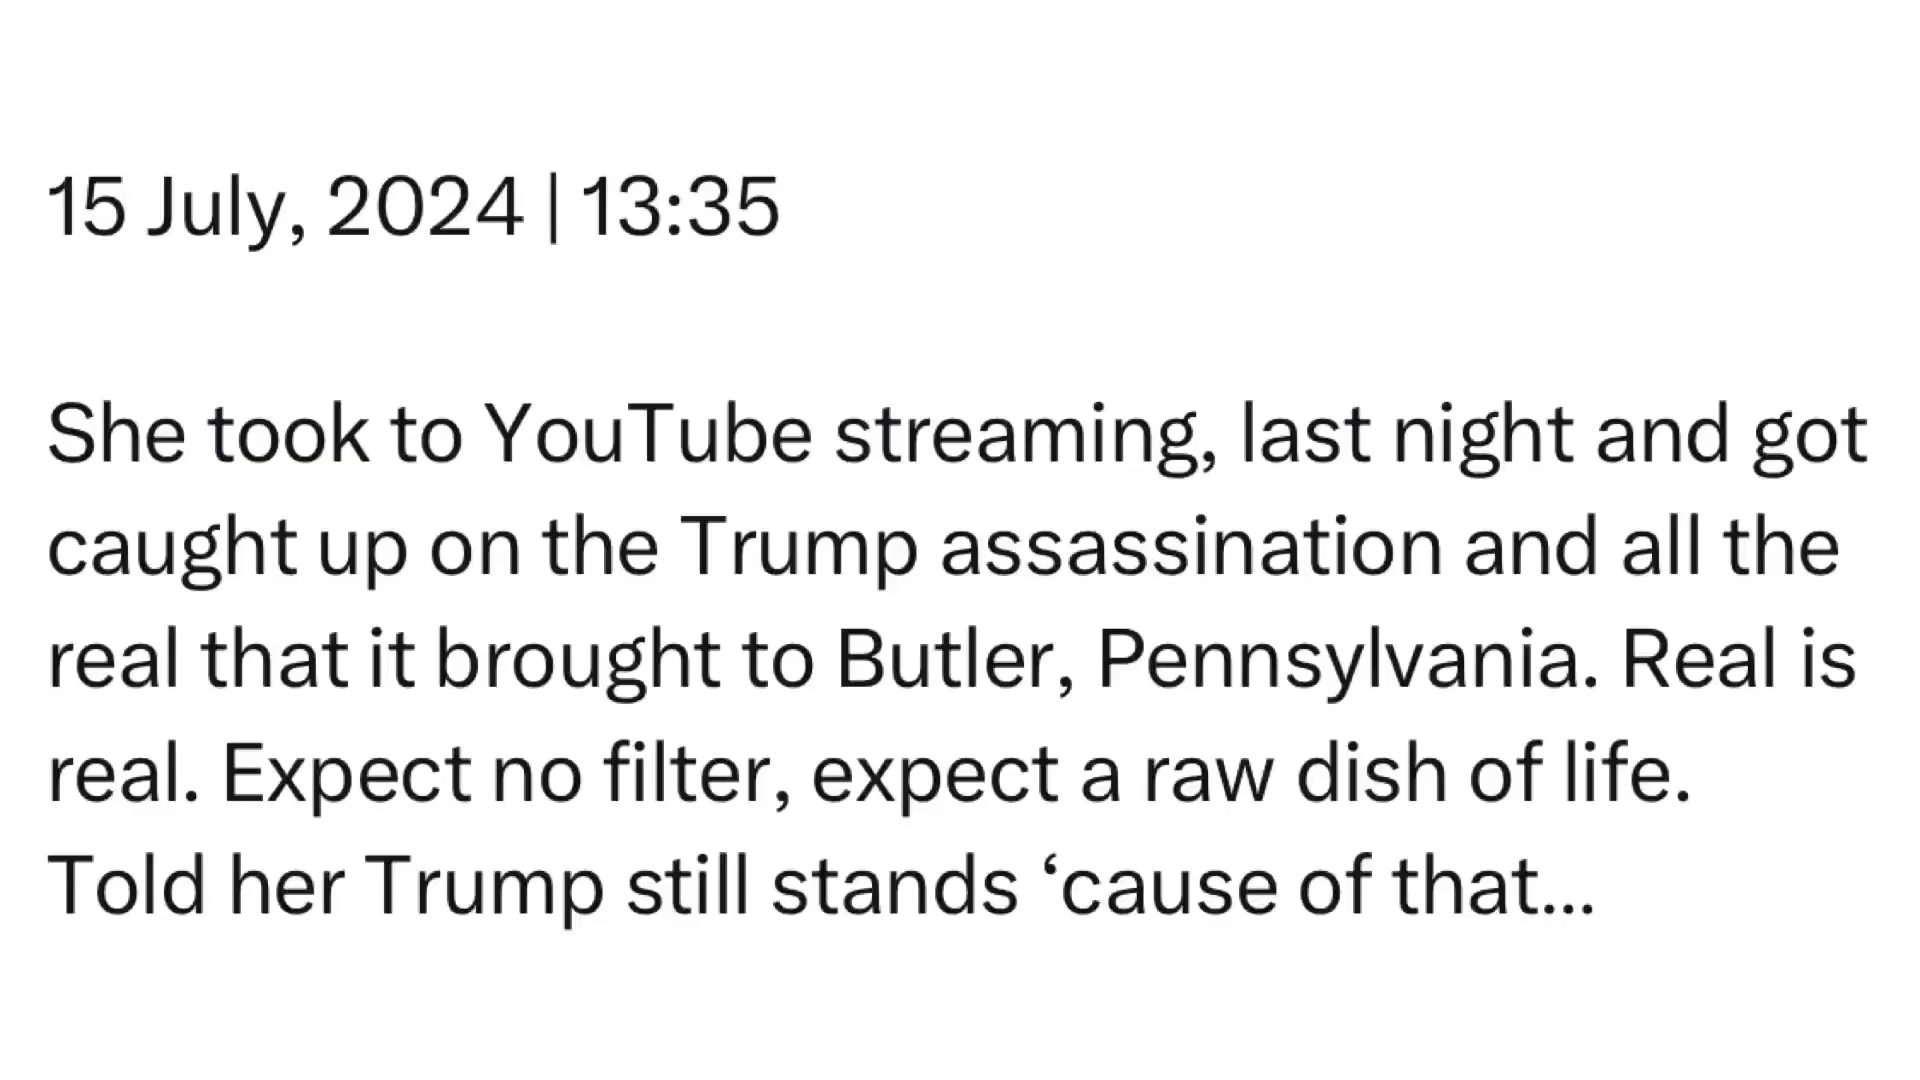 15 July, 2024 | 13:35
She took to YouTube streaming, last night and got
caught up on the Trump assassination and all the
real that it brought to Butler, Pennsylvania. Real is
real. Expect no filter, expect a raw dish of life.
Told her Trump still stands ‘cause of that...